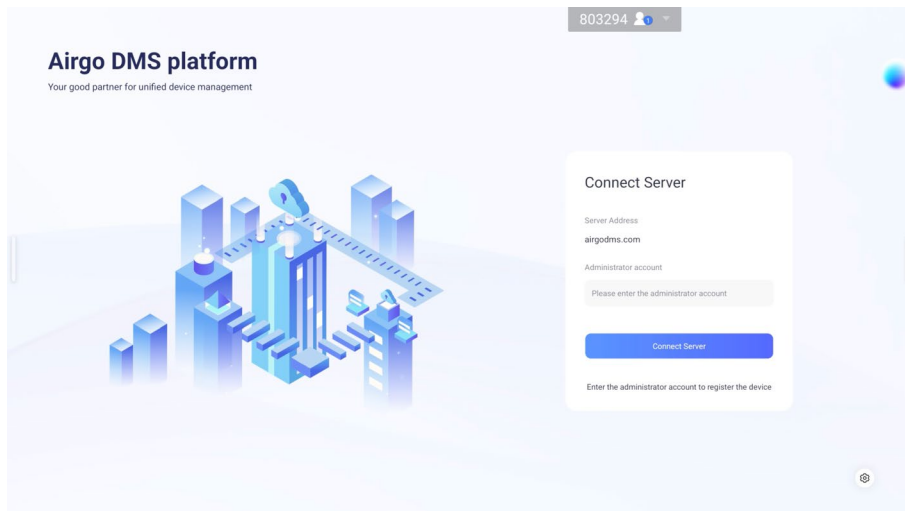 803294 1
Airgo DMS platform
Your good partner for unified device management
Connect Server
Server Address
airgodms.com
Administrator account
Please enter the administrator account
Connect Server
Enter the administrator account to register the device